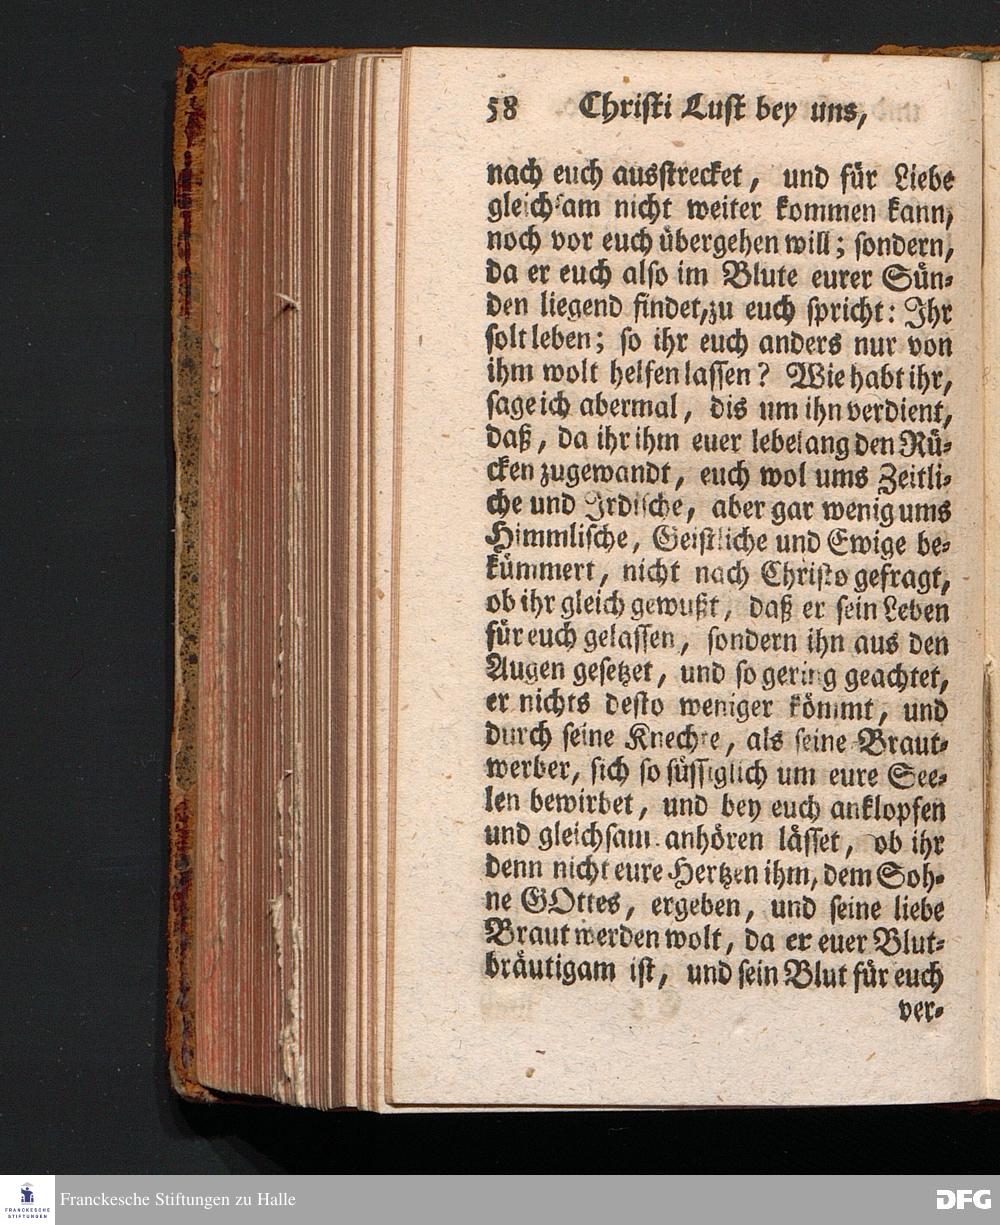 58 Christi Lust bey uns,
nach euch ausstrecket, und für Liebe
gleichsam nicht weiter kommen kann,
noch vor euch übergehen will; sondern,
da er euch also im Blute eurer Sün-
den liegend findet, zu euch spricht: Ihr
solt leben; so ihr euch anders nur von
ihm wolt helfen lassen? Wie habt ihr,
sage ich abermal, dis um ihn verdient,
daß, da ihr ihm euer lebelang den Rü-
cken zugewandt, euch wol ums Zeitli-
che und Irdische, aber gar wenig ums
Himmlische, Geistliche und Ewige be-
kümmert, nicht nach Christo gefragt,
ob ihr gleich gewußt, daß er sein Leben
für euch gelassen, sondern ihn aus den
Augen gesetzet, und so gering geachtet,
er nichts desto weniger kömmt, und
durch seine Knechte, als seine Braut-
werber, sich so süssiglich um eure See-
len bewirbet, und bey euch anklopfen
und gleichsam anhören lässet, ob ihr
denn nicht eure Hertzen ihm, dem Soh-
ne GOttes, ergeben, und seine liebe
Braut werden wolt, da er euer Blut-
bräutigam ist, und sein Blut für euch
ver-
FRANCKESCHE
STIFTUNGEN
Franckesche Stiftungen zu Halle
DFG